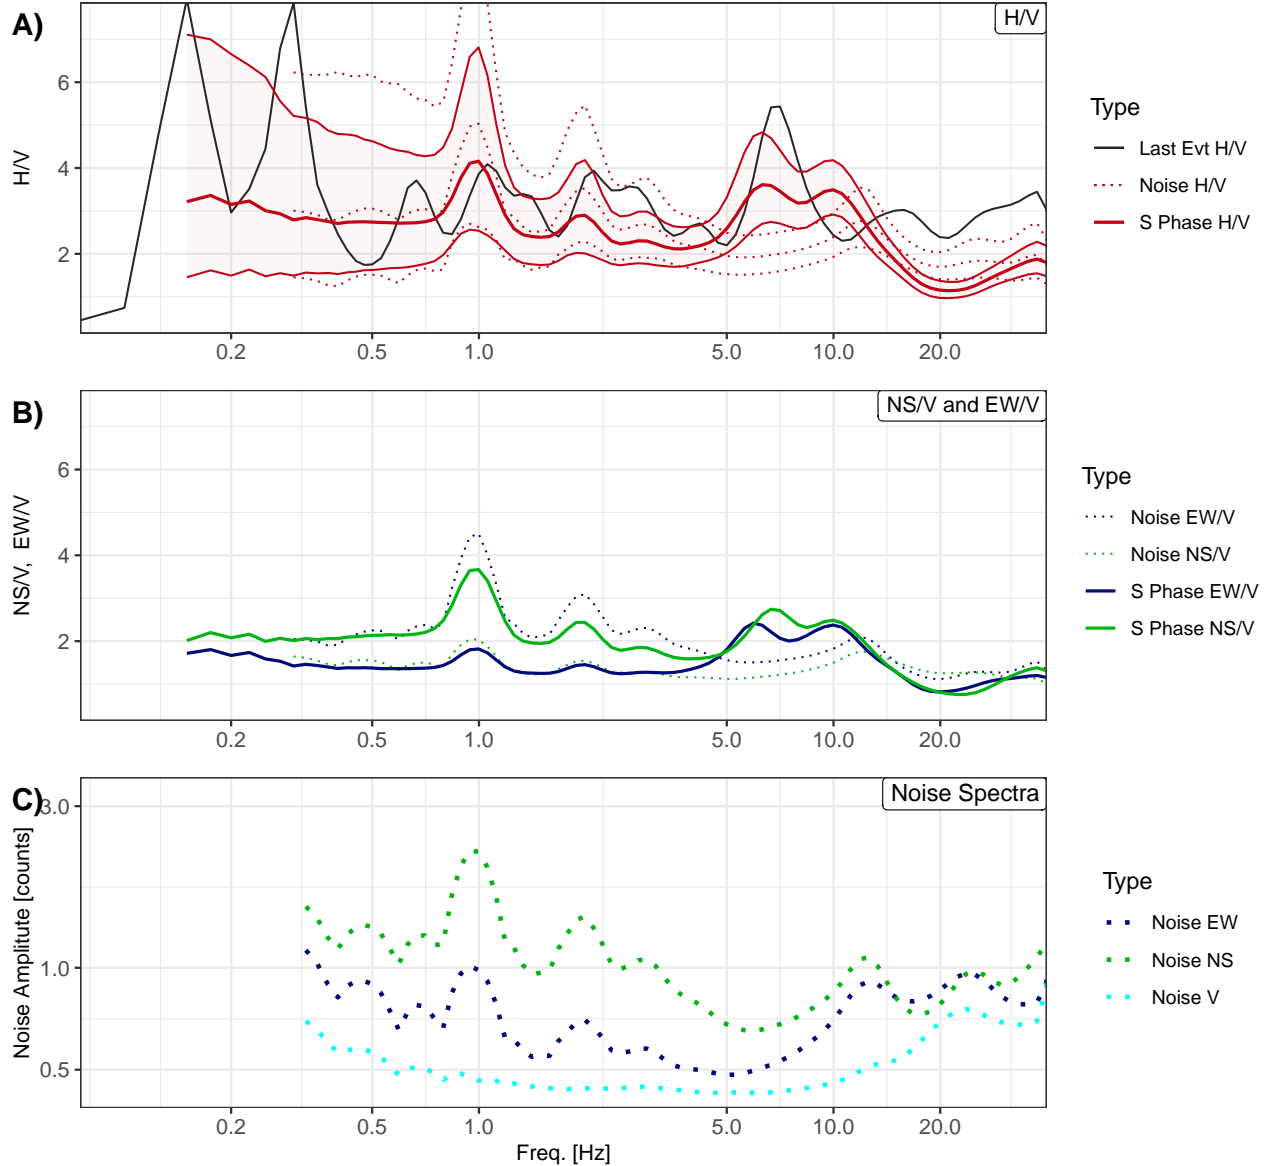 A)
H/V
6
4
2
H/V
0.2 0.5 1.0 5.0 10.0 20.0
Type
Last Evt H/V
Noise H/V
S Phase H/V
B)
NS/V and EW/V
6
4
2
NS/V, EW/V
0.2 0.5 1.0 5.0 10.0 20.0
Type
Noise EW/V
Noise NS/V
S Phase EW/V
S Phase NS/V
C)
Noise Spectra
3.0
1.0
0.5
Noise Amplitute [counts]
0.2 0.5 1.0 5.0 10.0 20.0
Freq. [Hz]
Type
Noise EW
Noise NS
Noise V